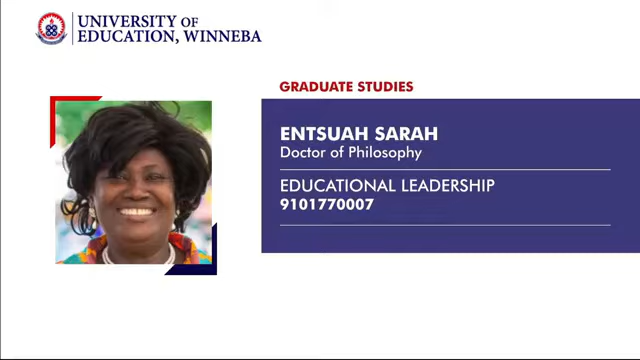 UNIVERSITY OF
EDUCATION, WINNEBA
GRADUATE STUDIES
ENTSUAH SARAH
Doctor of Philosophy
EDUCATIONAL LEADERSHIP
9101770007